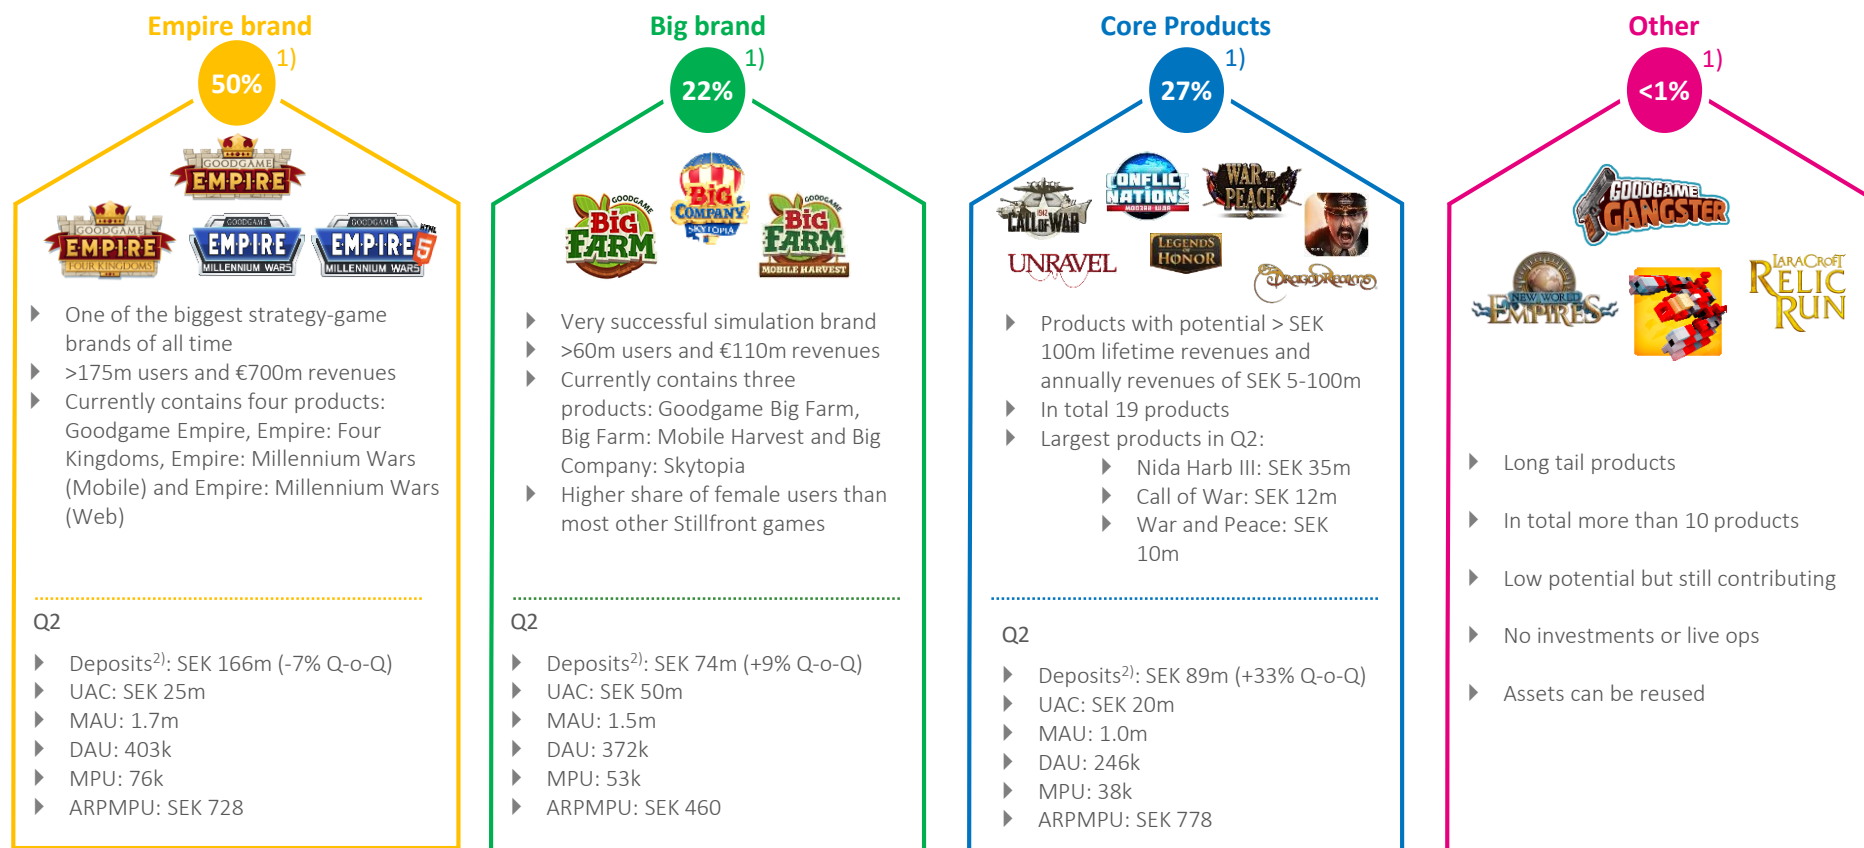 Empire brand
50%
1)
GOODGAME
EMPIRE
GOODGAME
EMPIRE
FOUR KINGDOMS
GOODGAME
EMPIRE
MILLENNIUM WARS
GOODGAME
EMPIRE
MILLENNIUM WARS
HTML
5
One of the biggest strategy-game
brands of all time
>175m users and €700m revenues
Currently contains four products:
Goodgame Empire, Empire: Four
Kingdoms, Empire: Millennium Wars
(Mobile) and Empire: Millennium Wars
(Web)
Q2
Deposits2): SEK 166m (-7% Q-o-Q)
UAC: SEK 25m
MAU: 1.7m
DAU: 403k
MPU: 76k
ARPMPU: SEK 728
Big brand
22%
1)
GOODGAME
BIG
FARM
BIG
COMPANY
SKYTOPIA
GOODGAME
BIG
FARM
MOBILE HARVEST
Very successful simulation brand
>60m users and €110m revenues
Currently contains three
products: Goodgame Big Farm,
Big Farm: Mobile Harvest and Big
Company: Skytopia
Higher share of female users than
most other Stillfront games
Q2
Deposits2): SEK 74m (+9% Q-o-Q)
UAC: SEK 50m
MAU: 1.5m
DAU: 372k
MPU: 53k
ARPMPU: SEK 460
Core Products
27%
1)
1942
CALL OF WAR
CONFLICT
NATIONS
MODERN WAR
WAR AND
PEACE
UNRAVEL
LEGENDS
OF
HONOR
DRAGON REALMS
Products with potential > SEK
100m lifetime revenues and
annually revenues of SEK 5-100m
In total 19 products
Largest products in Q2:
Nida Harb III: SEK 35m
Call of War: SEK 12m
War and Peace: SEK
10m
Q2
Deposits2): SEK 89m (+33% Q-o-Q)
UAC: SEK 20m
MAU: 1.0m
DAU: 246k
MPU: 38k
ARPMPU: SEK 778
Other
<1%
1)
GOODGAME
GANGSTER
NEW WORLD
EMPIRES
LARA CROFT
RELIC
RUN
Long tail products
In total more than 10 products
Low potential but still contributing
No investments or live ops
Assets can be reused